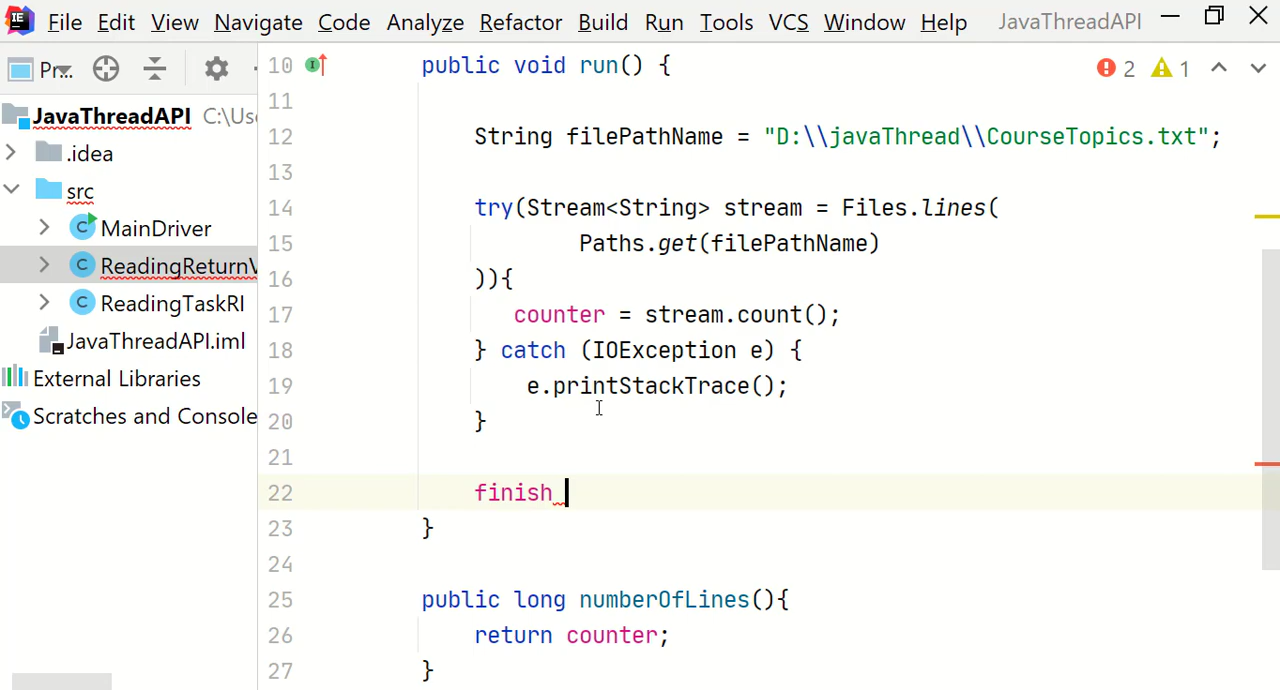 File Edit View Navigate Code Analyze Refactor Build Run Tools VCS Window Help JavaThreadAPI
Pr...
JavaThreadAPI C:\Use
.idea
src
MainDriver
ReadingReturnV
ReadingTaskRI
JavaThreadAPI.iml
External Libraries
Scratches and Console
2 1
10 public void run() {
11
12 String filePathName = "D:\\javaThread\\CourseTopics.txt";
13
14 try(Stream<String> stream = Files.lines(
15 Paths.get(filePathName)
16 )){
17 counter = stream.count();
18 } catch (IOException e) {
19 e.printStackTrace();
20 }
21
22 finish
23 }
24
25 public long numberOfLines(){
26 return counter;
27 }